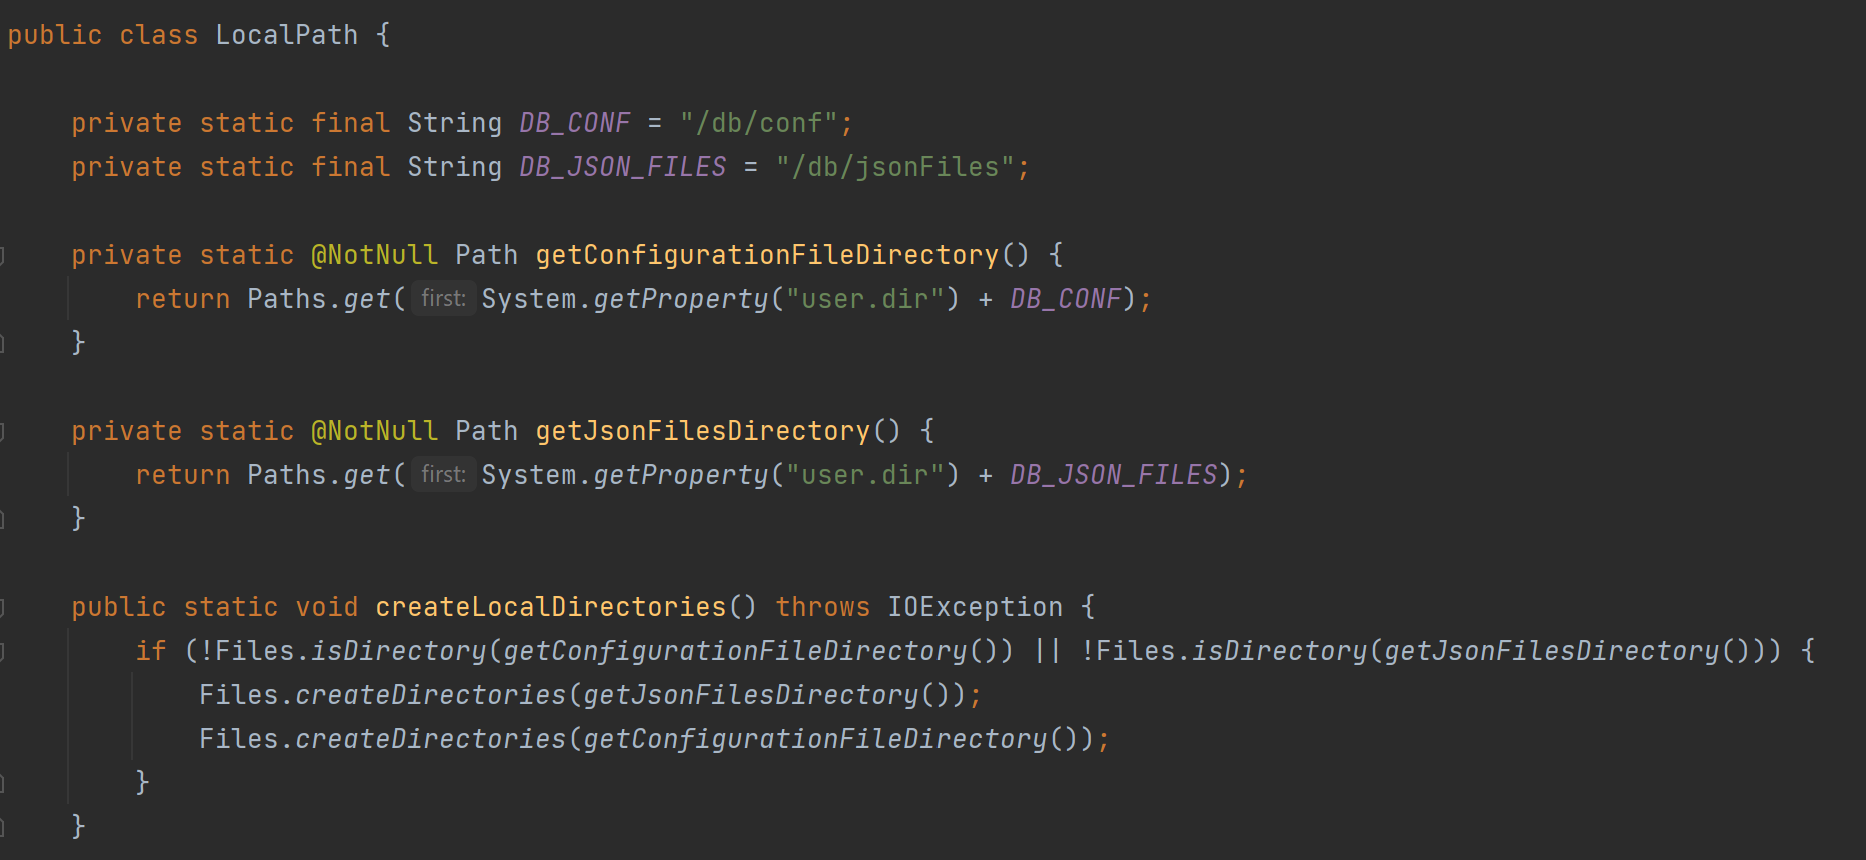 public class LocalPath {
private static final String DB_CONF = "/db/conf";
private static final String DB_JSON_FILES = "/db/jsonFiles";
private static @NotNull Path getConfigurationFileDirectory() {
return Paths.get( first: System.getProperty("user.dir") + DB_CONF);
}
private static @NotNull Path getJsonFilesDirectory() {
return Paths.get( first: System.getProperty("user.dir") + DB_JSON_FILES);
}
public static void createLocalDirectories() throws IOException {
if (!Files.isDirectory(getConfigurationFileDirectory()) || !Files.isDirectory(getJsonFilesDirectory())) {
Files.createDirectories(getJsonFilesDirectory());
Files.createDirectories(getConfigurationFileDirectory());
}
}